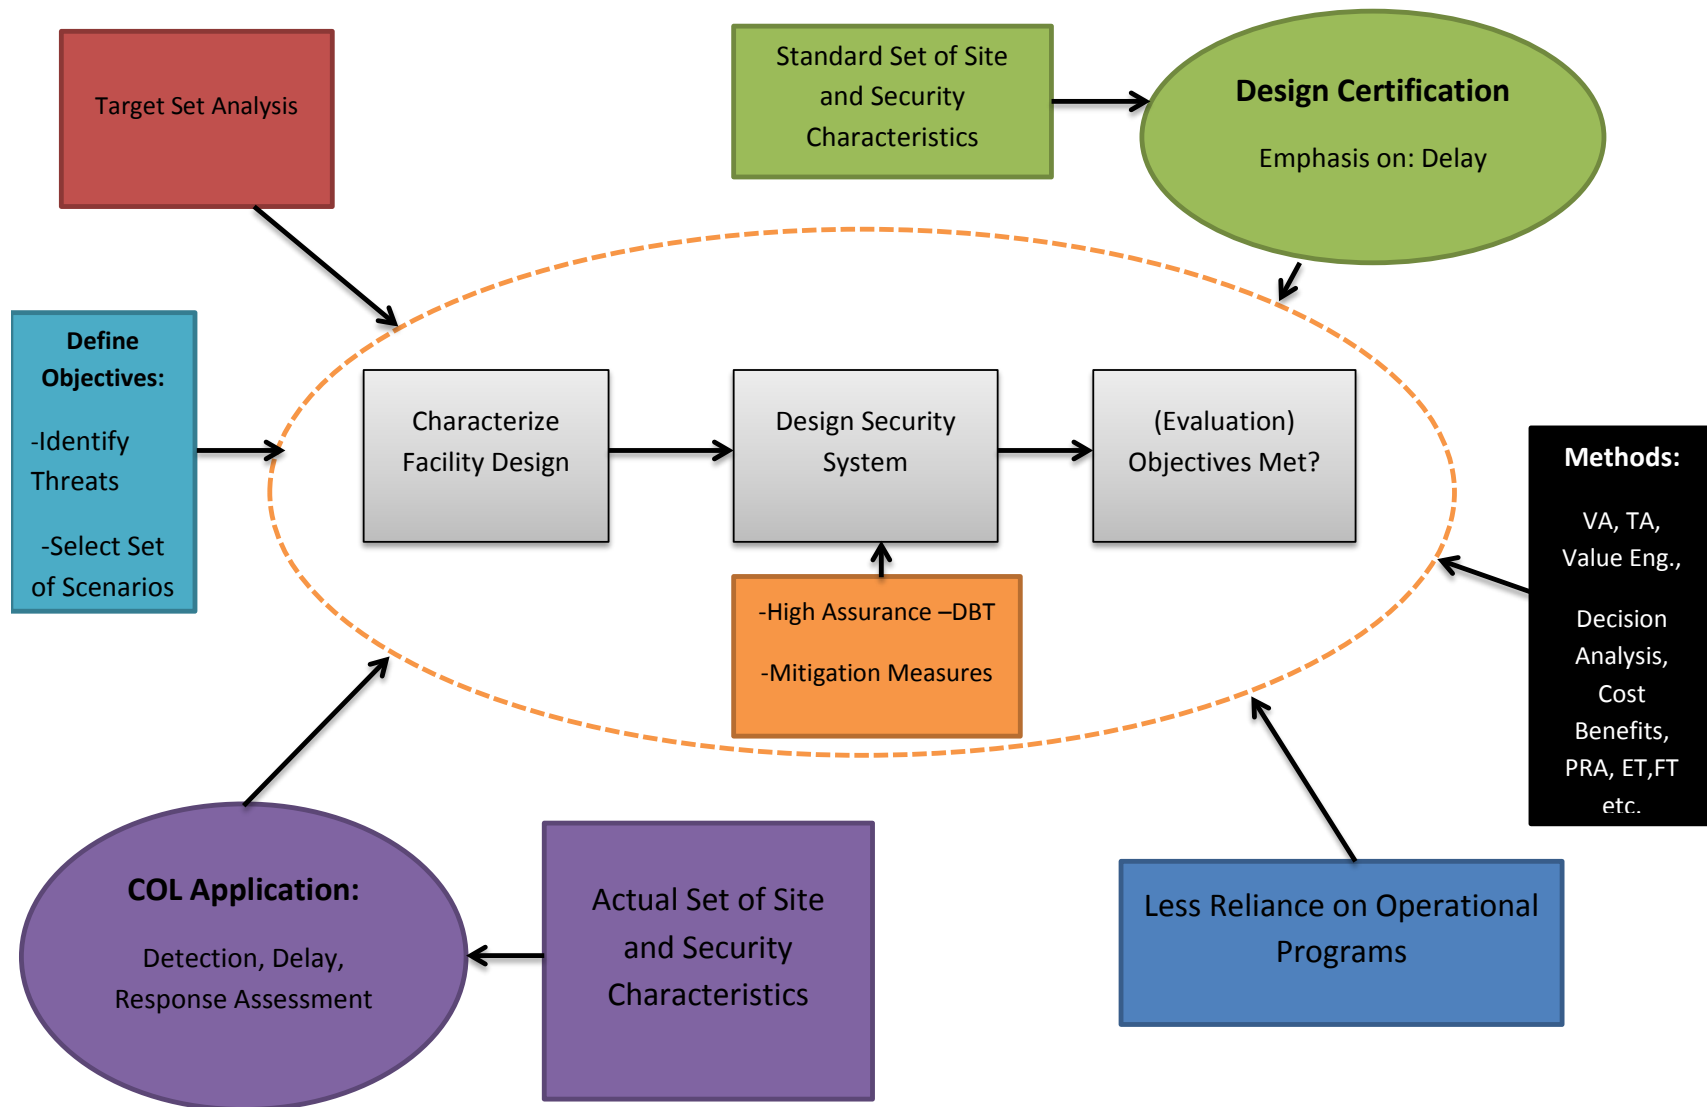 Target Set Analysis
Standard Set of Site
and Security
Characteristics
Design Certification
Emphasis on: Delay
Define
Objectives:
-Identify
Threats
-Select Set
of Scenarios
Characterize
Facility Design
Design Security
System
(Evaluation)
Objectives Met?
-High Assurance –DBT
-Mitigation Measures
Methods:
VA, TA,
Value Eng.,
Decision
Analysis,
Cost
Benefits,
PRA, ET,FT
etc.
COL Application:
Detection, Delay,
Response Assessment
Actual Set of Site
and Security
Characteristics
Less Reliance on Operational
Programs